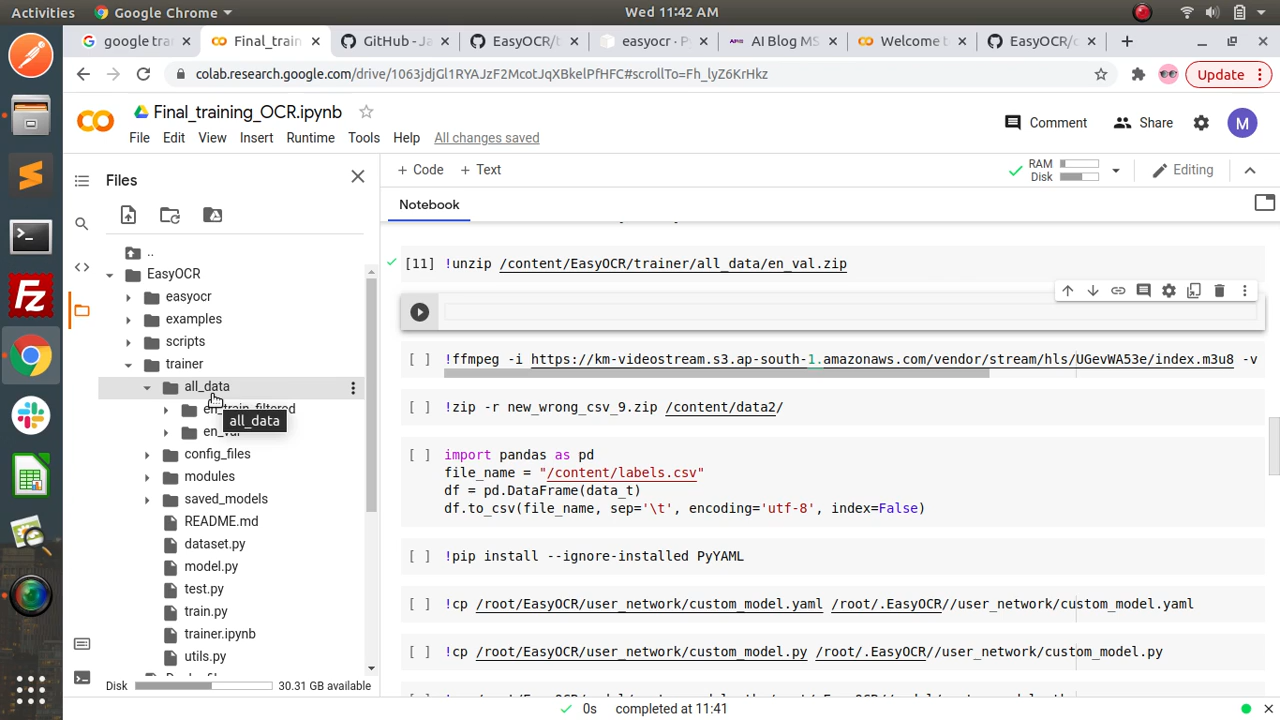 Activities
Google Chrome
Wed 11:42 AM
google tra
Final_train
GitHub - Ja
EasyOCR/t
easyocr · P
AI Blog MS
Welcome t
EasyOCR/c
colab.research.google.com/drive/1063jdjGl1RYAJzF2McotJqXBkelPfHFC#scrollTo=Fh_lyZ6KrHkz
Update
Final_training_OCR.ipynb
File Edit View Insert Runtime Tools Help All changes saved
Comment
Share
M
Files
+ Code + Text
RAM
Disk
Editing
Notebook
..
EasyOCR
easyocr
examples
scripts
trainer
all_data
en_train_filtered
all_data
en_val
config_files
modules
saved_models
README.md
dataset.py
model.py
test.py
train.py
trainer.ipynb
utils.py
Disk
30.31 GB available
[11] !unzip /content/EasyOCR/trainer/all_data/en_val.zip
[ ] !ffmpeg -i https://km-videostream.s3.ap-south-1.amazonaws.com/vendor/stream/hls/UGevWA53e/index.m3u8 -v
[ ] !zip -r new_wrong_csv_9.zip /content/data2/
[ ] import pandas as pd
file_name = "/content/labels.csv"
df = pd.DataFrame(data_t)
df.to_csv(file_name, sep='\t', encoding='utf-8', index=False)
[ ] !pip install --ignore-installed PyYAML
[ ] !cp /root/EasyOCR/user_network/custom_model.yaml /root/.EasyOCR//user_network/custom_model.yaml
[ ] !cp /root/EasyOCR/user_network/custom_model.py /root/.EasyOCR//user_network/custom_model.py
0s completed at 11:41